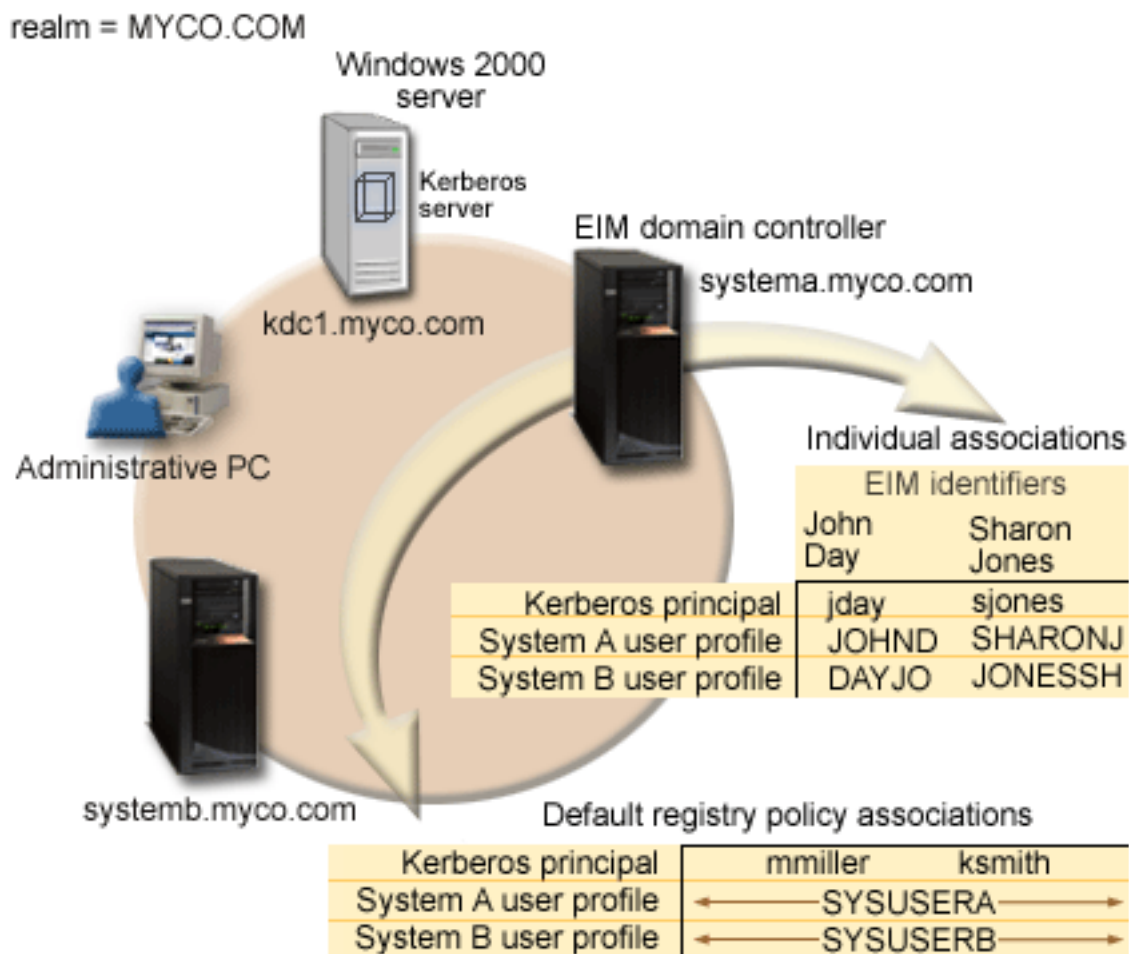 realm = MYCO.COM
Windows 2000
server
Kerberos
server
kdc1.myco.com
EIM domain controller
systema.myco.com
Administrative PC
Individual associations
EIM identifiers
John Day
Sharon Jones
Kerberos principal jday sjones
System A user profile JOHND SHARONJ
System B user profile DAYJO JONESSH
systemb.myco.com
Default registry policy associations
Kerberos principal mmiller ksmith
System A user profile SYSUSERA
System B user profile SYSUSERB